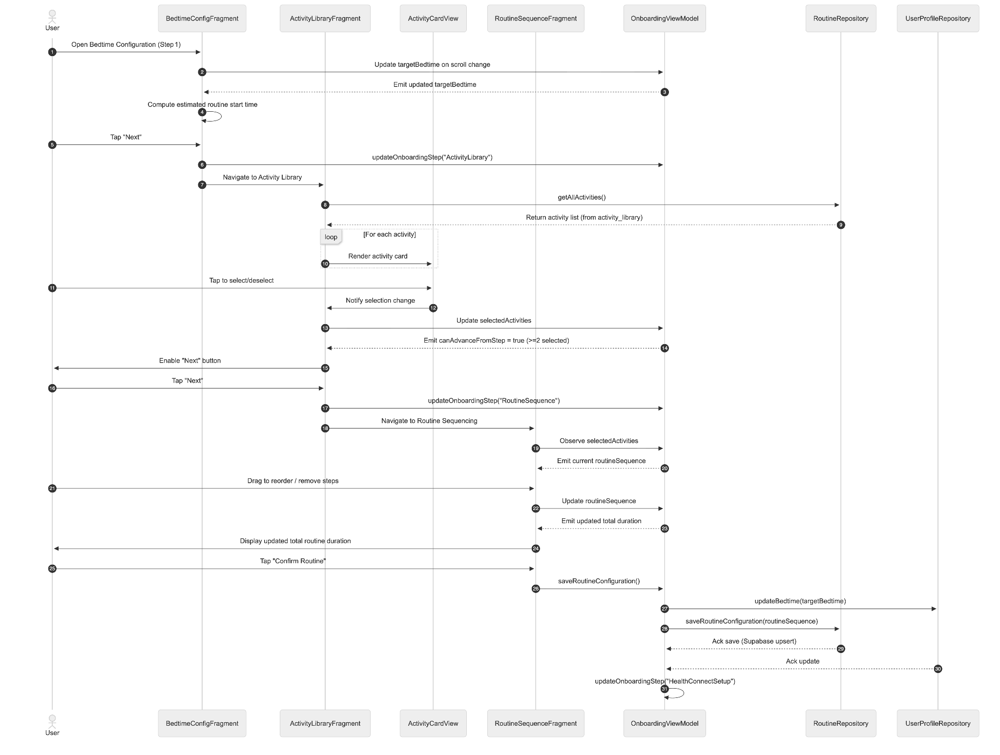 User
BedtimeConfigFragment
ActivityLibraryFragment
ActivityCardView
RoutineSequenceFragment
OnboardingViewModel
RoutineRepository
UserProfileRepository
Open Bedtime Configuration (Step 1)
1
Update targetBedtime on scroll change
2
Emit updated targetBedtime
3
Compute estimated routine start time
4
Tap "Next"
5
updateOnboardingStep("ActivityLibrary")
6
Navigate to Activity Library
7
getAllActivities()
8
Return activity list (from activity_library)
9
loop
[For each activity]
Render activity card
10
Tap to select/deselect
11
Notify selection change
12
Update selectedActivities
13
Emit canAdvanceFromStep = true (>=2 selected)
14
Enable "Next" button
15
Tap "Next"
16
updateOnboardingStep("RoutineSequence")
17
Navigate to Routine Sequencing
18
Observe selectedActivities
19
Emit current routineSequence
20
Drag to reorder / remove steps
21
Update routineSequence
22
Emit updated total duration
23
Display updated total routine duration
24
Tap "Confirm Routine"
25
saveRoutineConfiguration()
26
updateBedtime(targetBedtime)
27
saveRoutineConfiguration(routineSequence)
28
Ack save (Supabase upsert)
29
Ack update
30
updateOnboardingStep("HealthConnectSetup")
31
User
BedtimeConfigFragment
ActivityLibraryFragment
ActivityCardView
RoutineSequenceFragment
OnboardingViewModel
RoutineRepository
UserProfileRepository